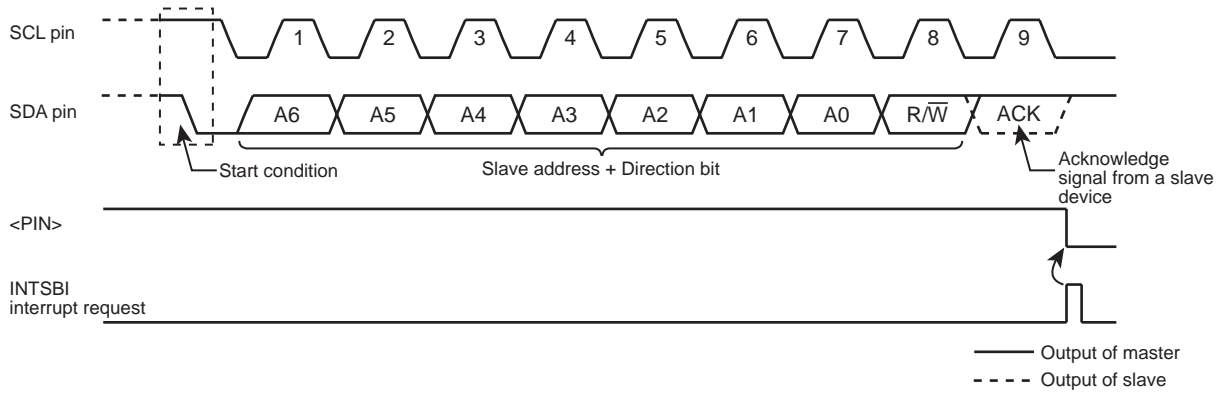 SCL pin
1 2 3 4 5 6 7 8 9
SDA pin
A6 A5 A4 A3 A2 A1 A0 R/W̅ ACK
Start condition
Slave address + Direction bit
Acknowledge
signal from a slave
device
<PIN>
INTSBI
interrupt request
Output of master
Output of slave